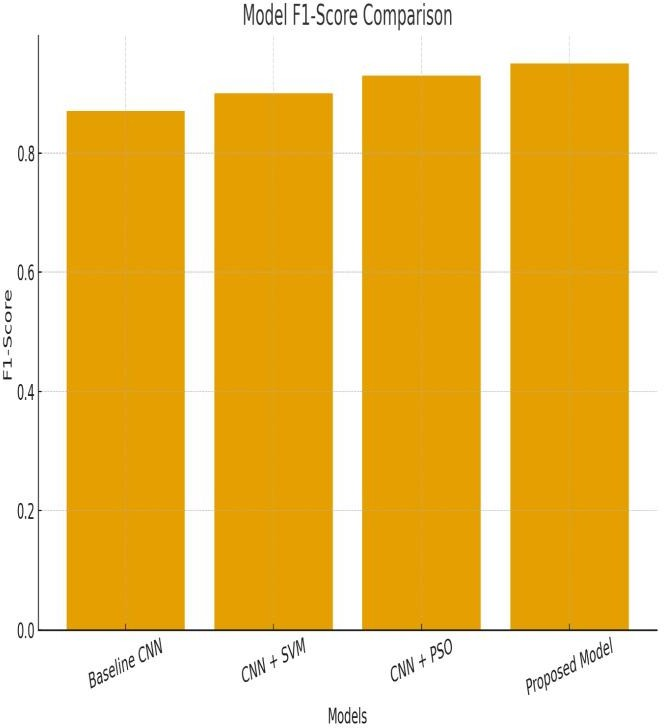 Model F1-Score Comparison
F1-Score
0.8
0.6
0.4
0.2
0.0
Baseline CNN
CNN + SVM
CNN + PSO
Proposed Model
Models